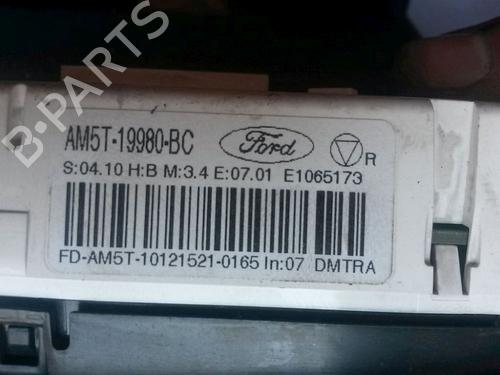 B-PARTS
AM5T-19980-BC Ford R
S:04.10 H:B M:3.4 E:07.01 E1065173
FD-AM5T-10121521-0165 In:07 DMTRA